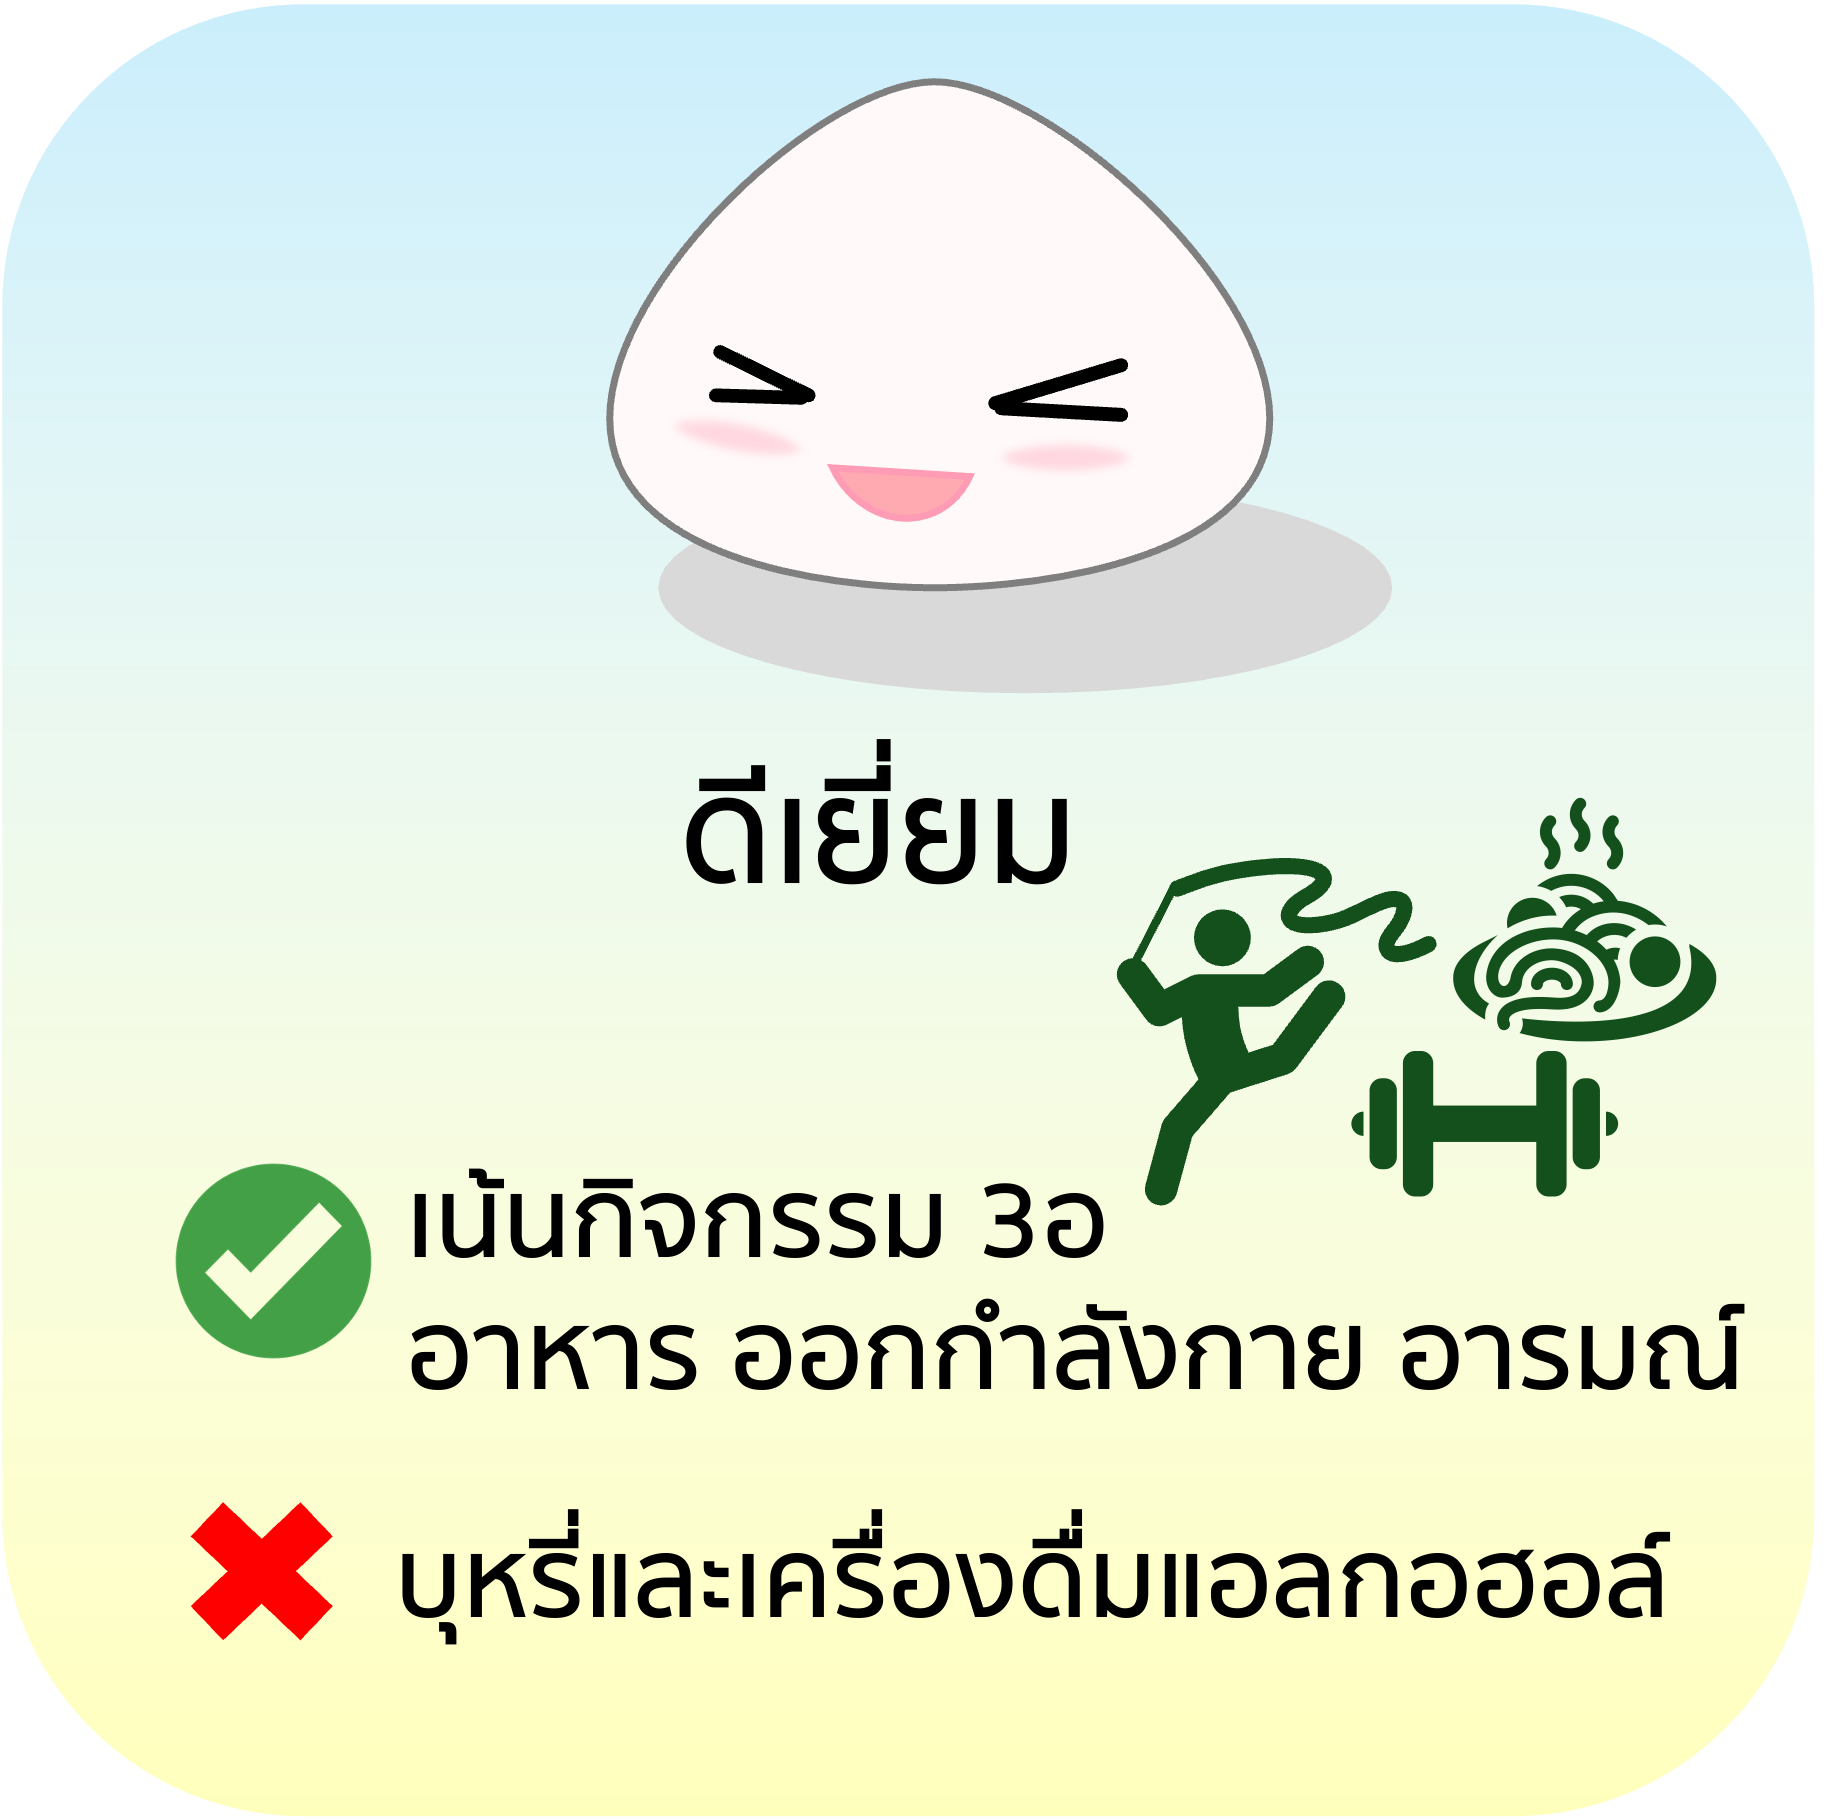 ดีเยี่ยม
เน้นกิจกรรม 3อ
อาหาร ออกกำลังกาย อารมณ์
บุหรี่และเครื่องดื่มแอลกอฮอล์